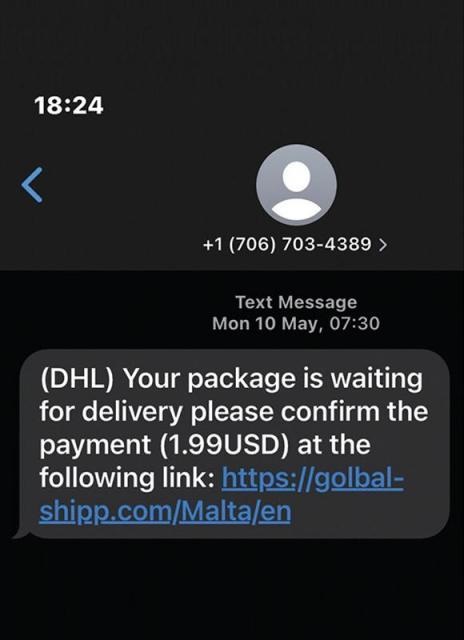 18:24
+1 (706) 703-4389 >
Text Message
Mon 10 May, 07:30
(DHL) Your package is waiting
for delivery please confirm the
payment (1.99USD) at the
following link: https://golbal-
shipp.com/Malta/en